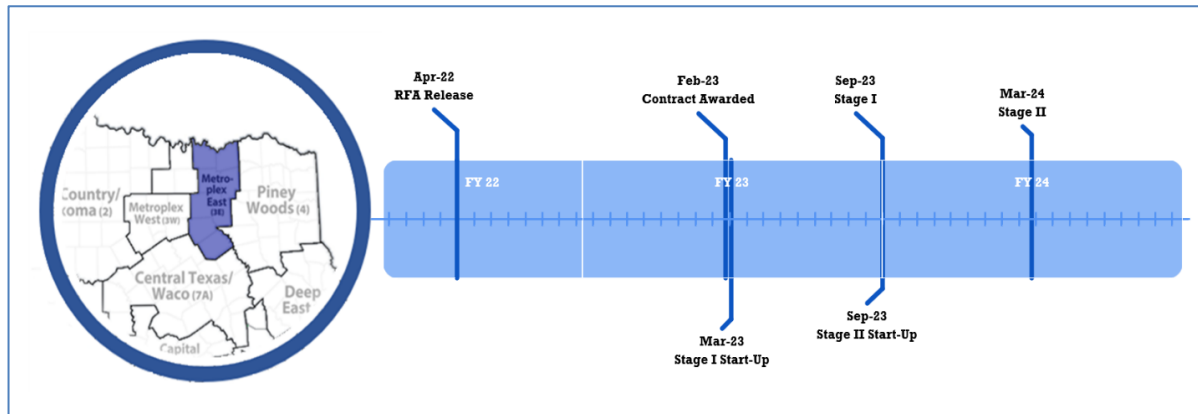 Country/
oma (2)
Metroplex
West (3W)
Metro-
plex
East
(3E)
Piney
Woods (4)
Central Texas/
Waco (7A)
Deep
East
Capital
Apr-22
RFA Release
Feb-23
Contract Awarded
Sep-23
Stage I
Mar-24
Stage II
FY 22
FY 23
FY 24
Mar-23
Stage I Start-Up
Sep-23
Stage II Start-Up